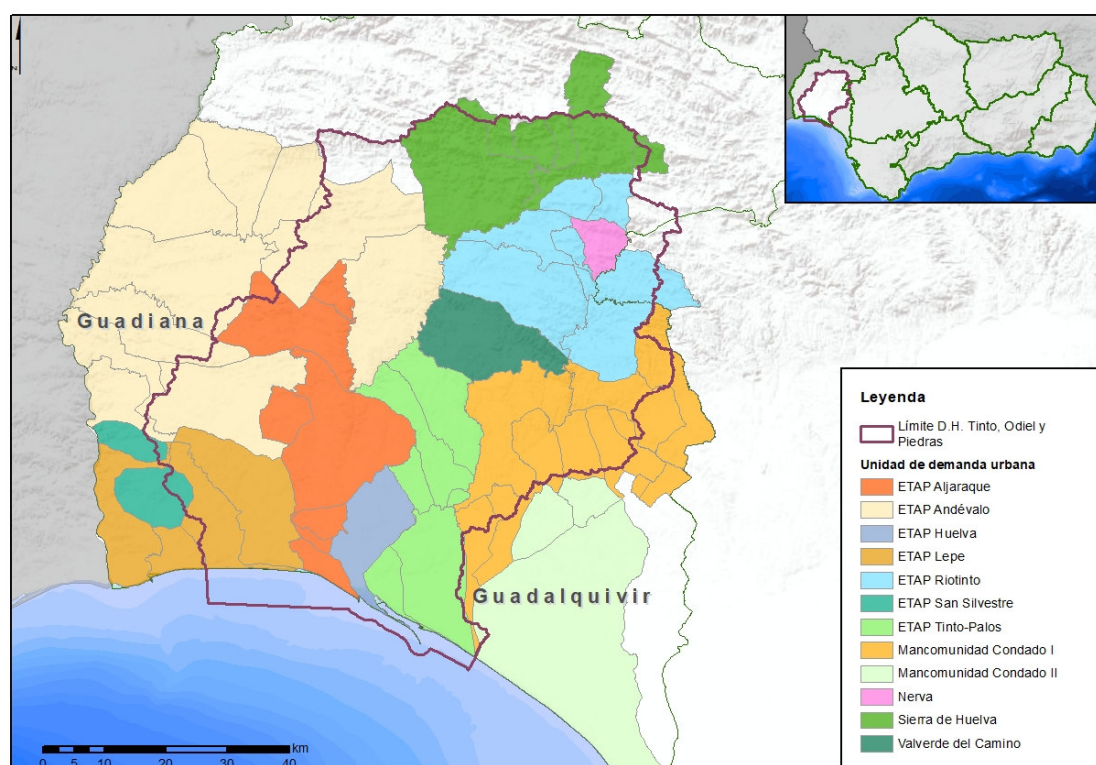 Z
Guadiana
Guadalquivir
Leyenda
Límite D.H. Tinto, Odiel y
Piedras
Unidad de demanda urbana
ETAP Aljaraque
ETAP Andévalo
ETAP Huelva
ETAP Lepe
ETAP Riotinto
ETAP San Silvestre
ETAP Tinto-Palos
Mancomunidad Condado I
Mancomunidad Condado II
Nerva
Sierra de Huelva
Valverde del Camino
km
0 5 10 20 30 40